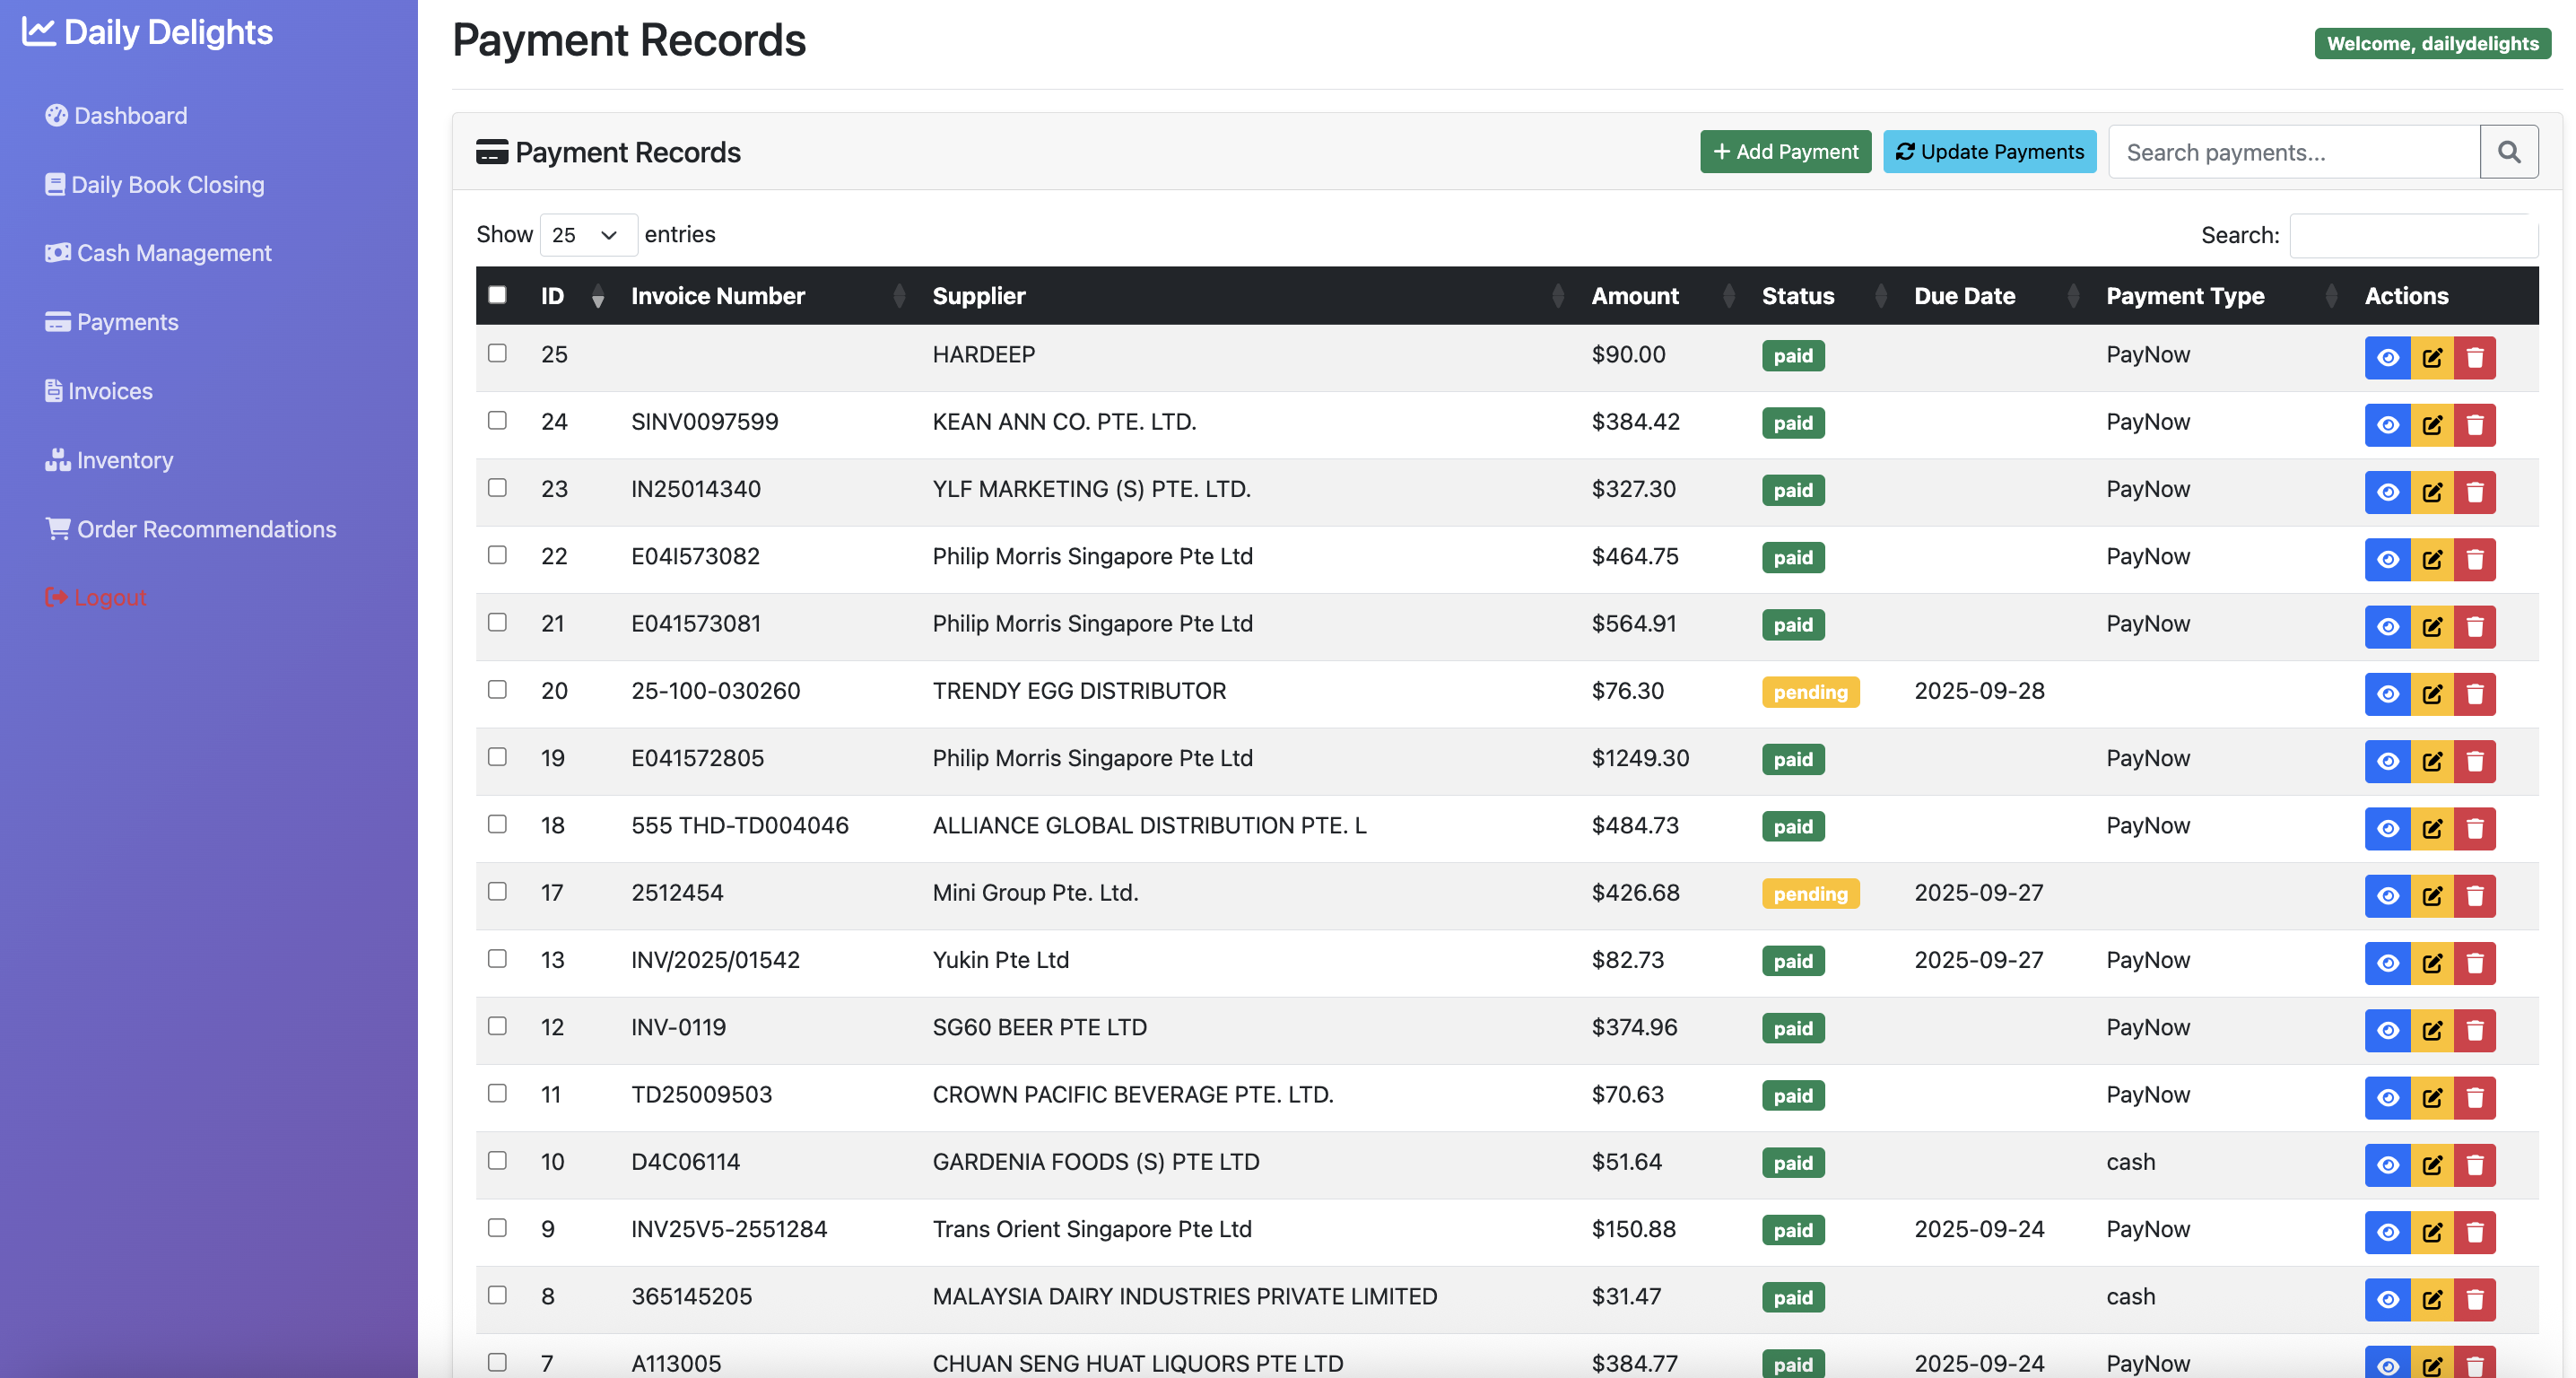 Daily Delights
Dashboard
Daily Book Closing
Cash Management
Payments
Invoices
Inventory
Order Recommendations
Logout
Payment Records
Welcome, dailydelights
Payment Records
Add Payment
Update Payments
Search payments...
Show 25 entries
Search:
ID Invoice Number Supplier Amount Status Due Date Payment Type Actions
25 HARDEEP $90.00 paid PayNow
24 SINV0097599 KEAN ANN CO. PTE. LTD. $384.42 paid PayNow
23 IN25014340 YLF MARKETING (S) PTE. LTD. $327.30 paid PayNow
22 E04I573082 Philip Morris Singapore Pte Ltd $464.75 paid PayNow
21 E041573081 Philip Morris Singapore Pte Ltd $564.91 paid PayNow
20 25-100-030260 TRENDY EGG DISTRIBUTOR $76.30 pending 2025-09-28
19 E041572805 Philip Morris Singapore Pte Ltd $1249.30 paid PayNow
18 555 THD-TD004046 ALLIANCE GLOBAL DISTRIBUTION PTE. L $484.73 paid PayNow
17 2512454 Mini Group Pte. Ltd. $426.68 pending 2025-09-27
13 INV/2025/01542 Yukin Pte Ltd $82.73 paid 2025-09-27 PayNow
12 INV-0119 SG60 BEER PTE LTD $374.96 paid PayNow
11 TD25009503 CROWN PACIFIC BEVERAGE PTE. LTD. $70.63 paid PayNow
10 D4C06114 GARDENIA FOODS (S) PTE LTD $51.64 paid cash
9 INV25V5-2551284 Trans Orient Singapore Pte Ltd $150.88 paid 2025-09-24 PayNow
8 365145205 MALAYSIA DAIRY INDUSTRIES PRIVATE LIMITED $31.47 paid cash
7 A113005 CHUAN SENG HUAT LIQUORS PTE LTD $384.77 paid 2025-09-24 PayNow